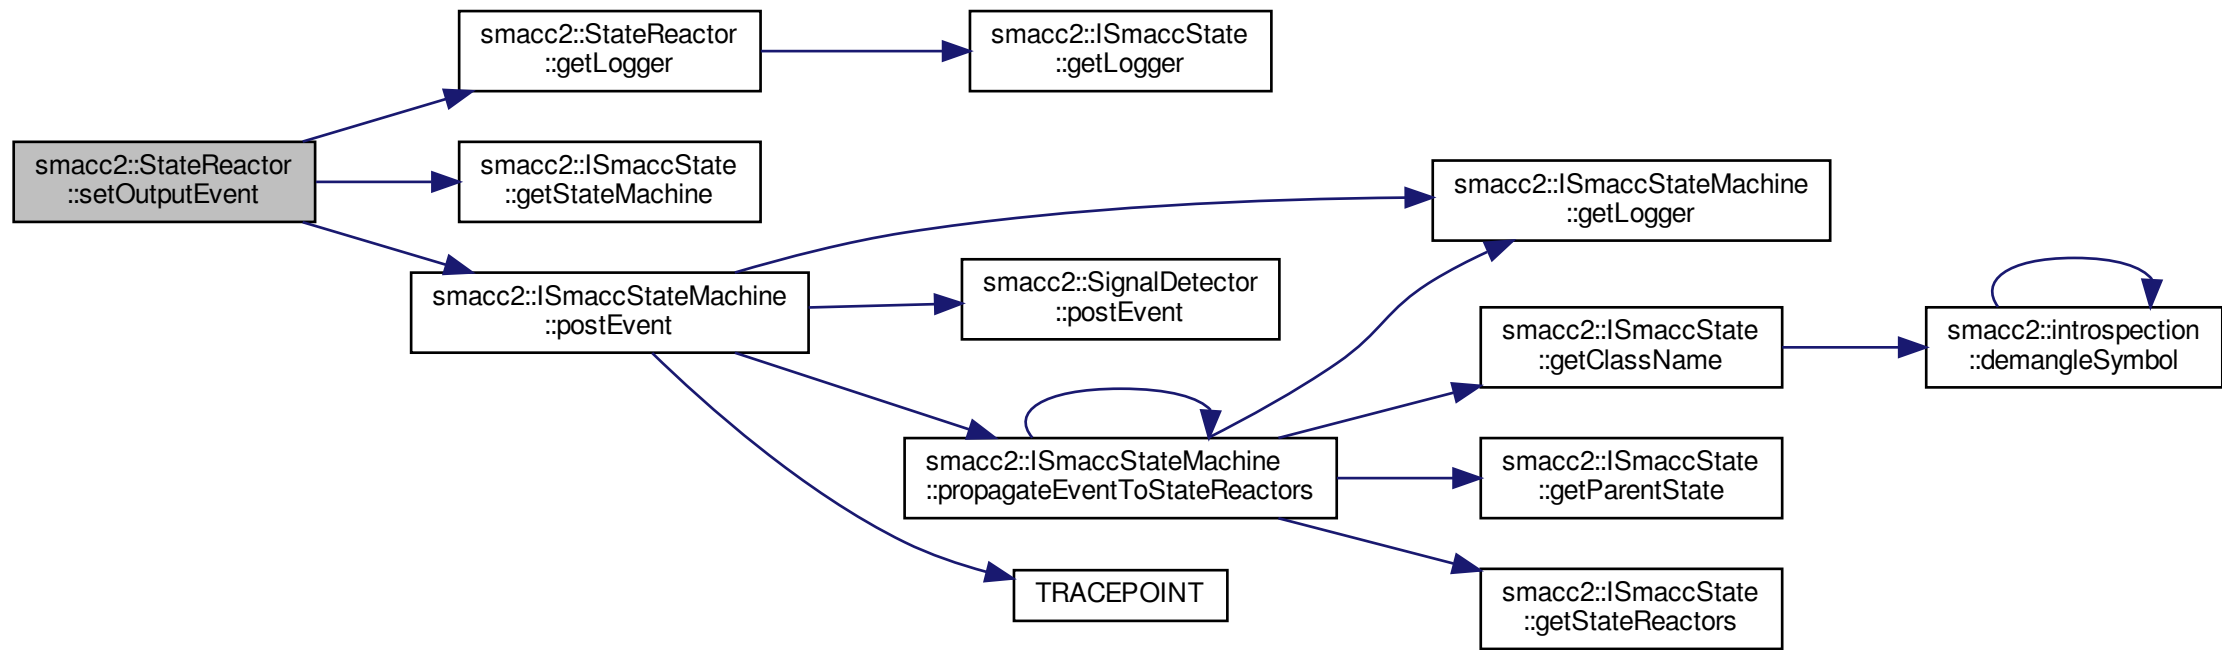 smacc2::StateReactor
::setOutputEvent
smacc2::StateReactor
::getLogger
smacc2::ISmaccState
::getLogger
smacc2::ISmaccState
::getStateMachine
smacc2::ISmaccStateMachine
::postEvent
smacc2::ISmaccStateMachine
::getLogger
smacc2::SignalDetector
::postEvent
smacc2::ISmaccStateMachine
::propagateEventToStateReactors
smacc2::ISmaccState
::getClassName
smacc2::introspection
::demangleSymbol
smacc2::ISmaccState
::getParentState
smacc2::ISmaccState
::getStateReactors
TRACEPOINT